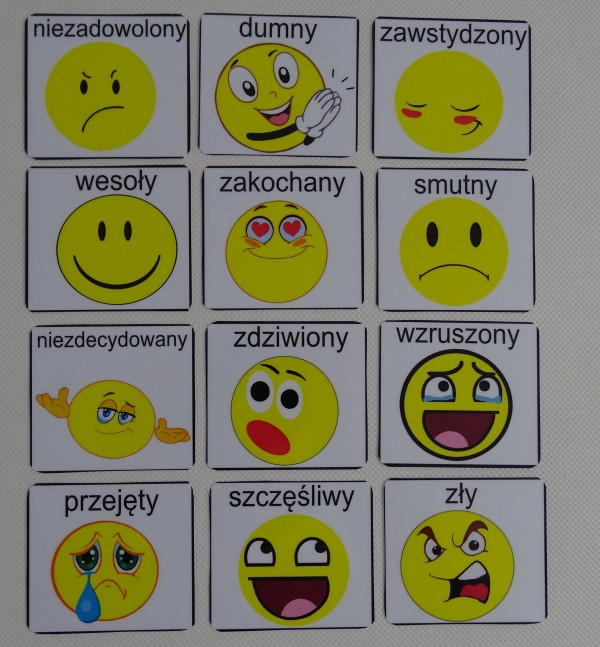 niezadowolony
dumny
zawstydzony
wesoły
zakochany
smutny
niezdecydowany
zdziwiony
wzruszony
przejęty
szczęśliwy
zły